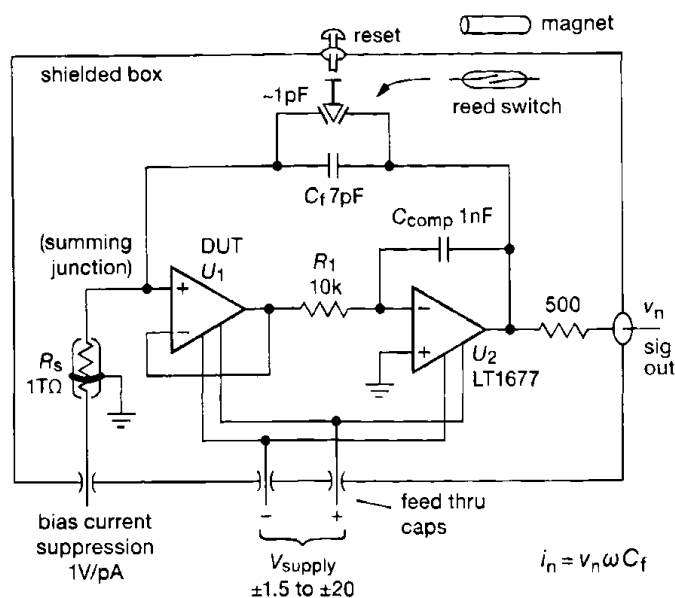 magnet
reset
shielded box
~1pF
reed switch
Cf 7pF
Ccomp 1nF
(summing
junction)
DUT
U1
R1
10k
+
−
−
+
500
vn
sig
out
U2
LT1677
Rs
1TΩ
feed thru
caps
− +
bias current
suppression
1V/pA
Vsupply
±1.5 to ±20
in = vnωCf